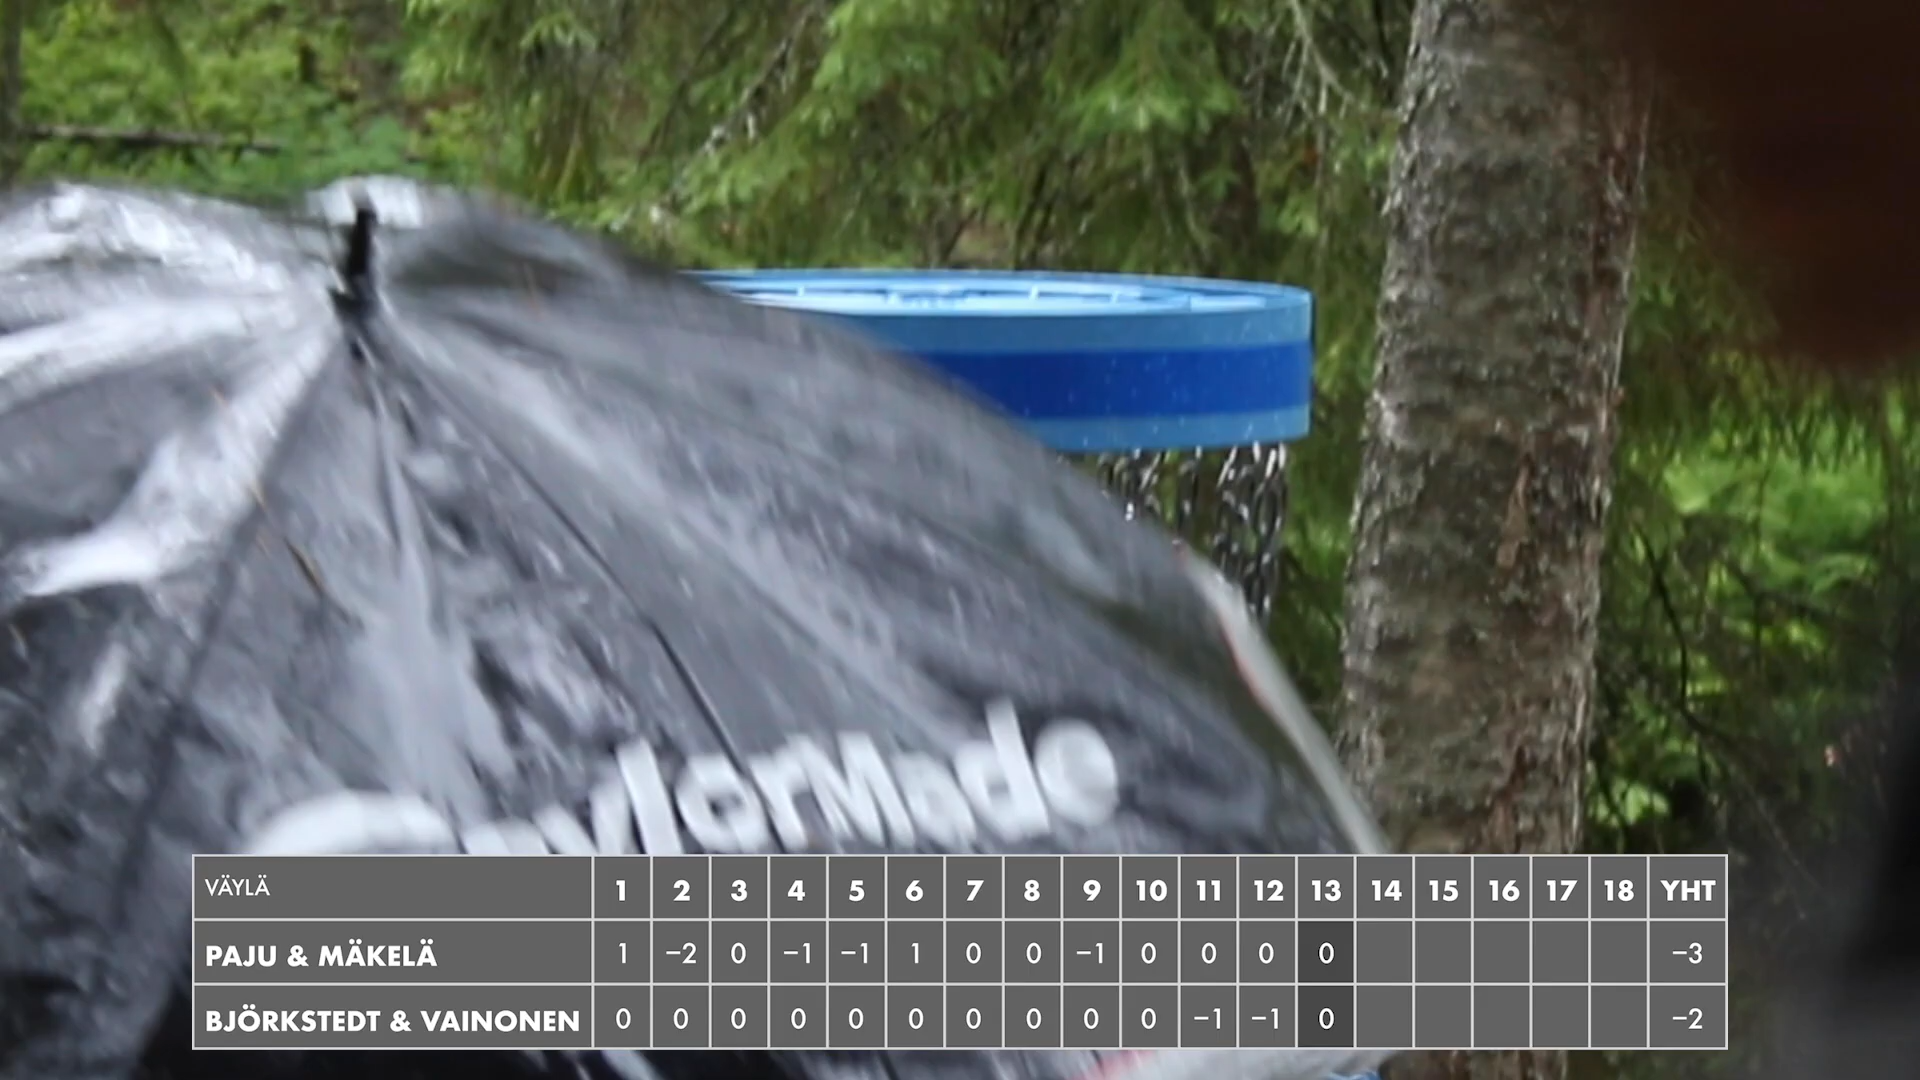 TaylorMade
VÄYLÄ 1 2 3 4 5 6 7 8 9 10 11 12 13 14 15 16 17 18 YHT
PAJU & MÄKELÄ 1 −2 0 −1 −1 1 0 0 −1 0 0 0 0 −3
BJÖRKSTEDT & VAINONEN 0 0 0 0 0 0 0 0 0 0 −1 −1 0 −2